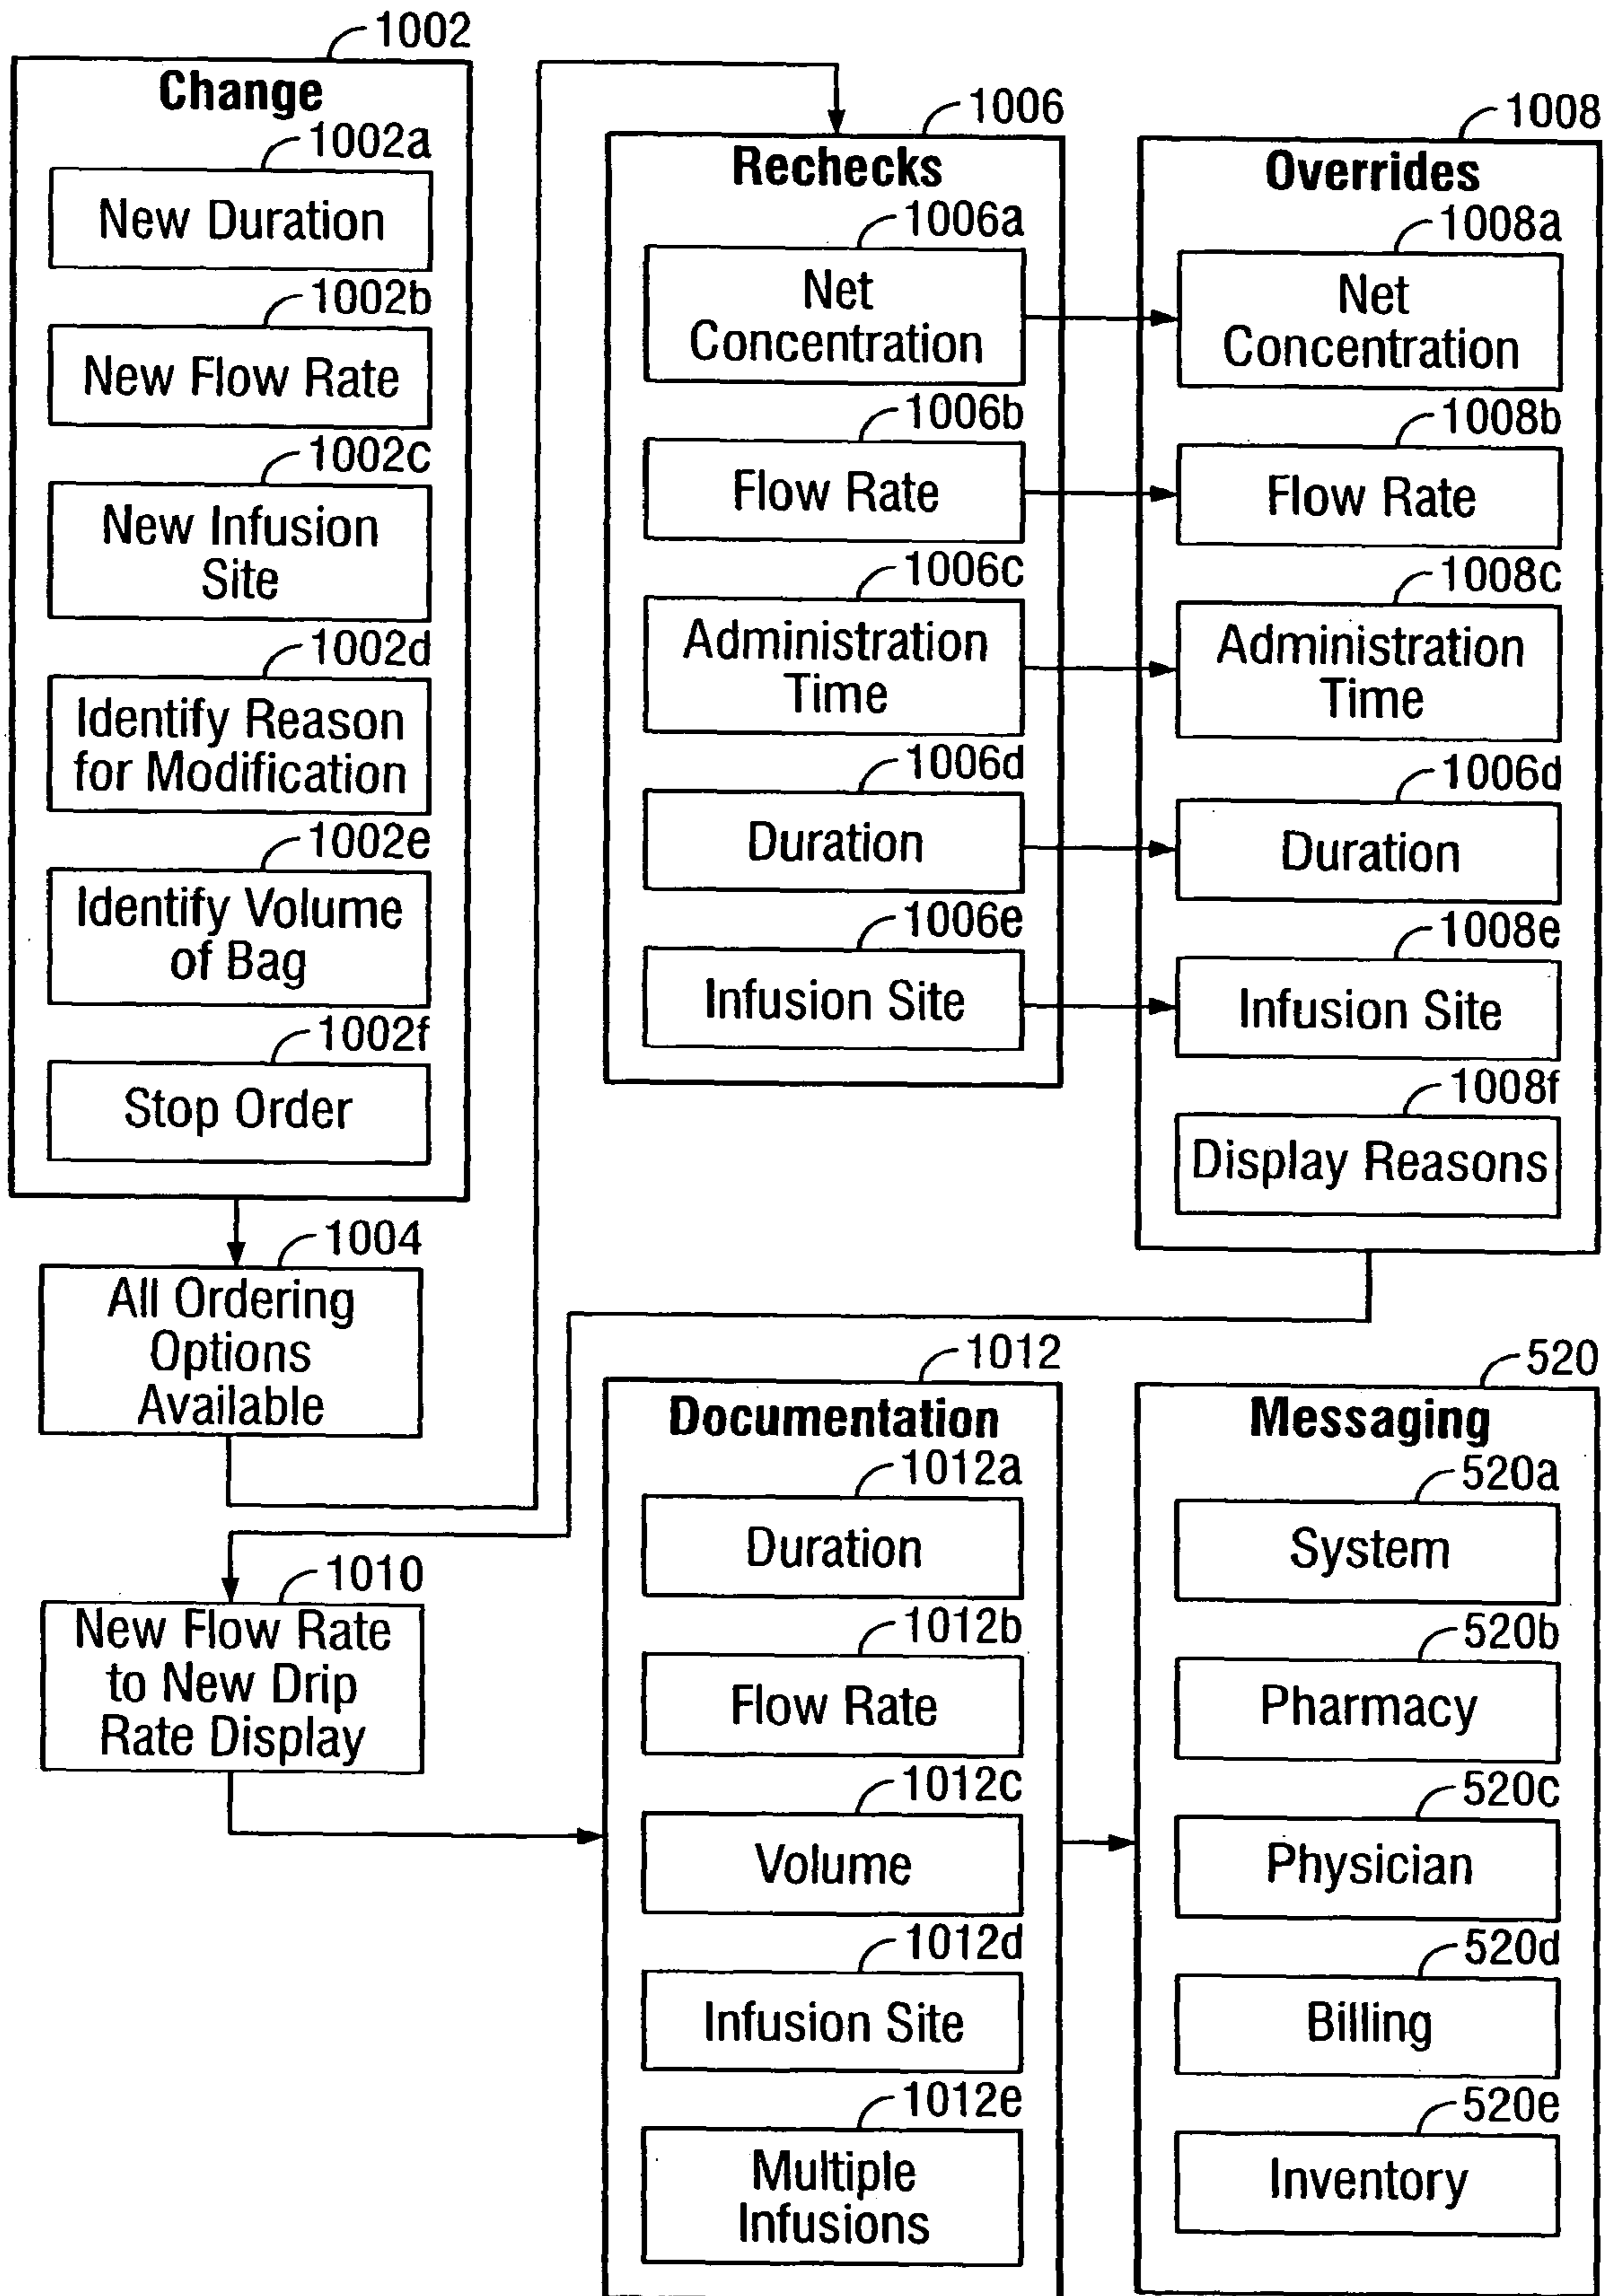 1002
Change
1002a
New Duration
1002b
New Flow Rate
1002c
New Infusion
Site
1002d
Identify Reason
for Modification
1002e
Identify Volume
of Bag
1002f
Stop Order
1004
All Ordering
Options
Available
1006
Rechecks
1006a
Net
Concentration
1006b
Flow Rate
1006c
Administration
Time
1006d
Duration
1006e
Infusion Site
1008
Overrides
1008a
Net
Concentration
1008b
Flow Rate
1008c
Administration
Time
1006d
Duration
1008e
Infusion Site
1008f
Display Reasons
1010
New Flow Rate
to New Drip
Rate Display
1012
Documentation
1012a
Duration
1012b
Flow Rate
1012c
Volume
1012d
Infusion Site
1012e
Multiple
Infusions
520
Messaging
520a
System
520b
Pharmacy
520c
Physician
520d
Billing
520e
Inventory